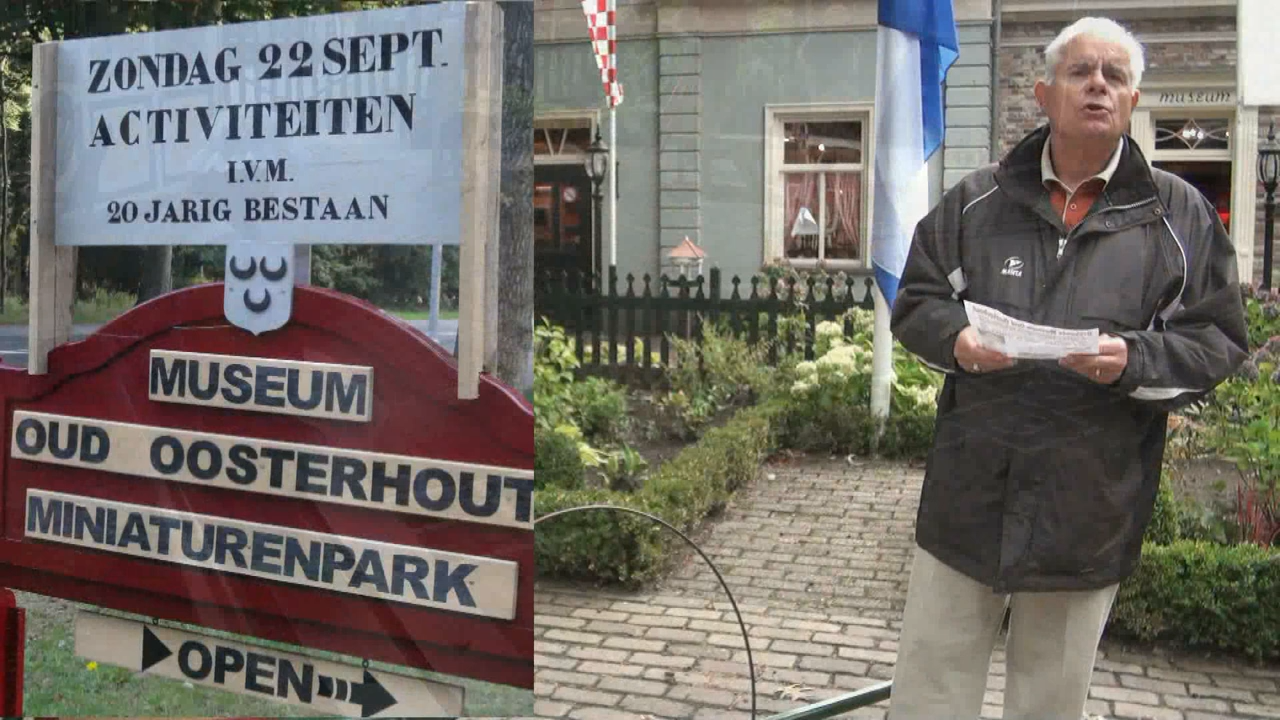 ZONDAG 22 SEPT.
ACTIVITEITEN
I.V.M.
20 JARIG BESTAAN
MUSEUM
OUD OOSTERHOUT
MINIATURENPARK
OPEN
museum